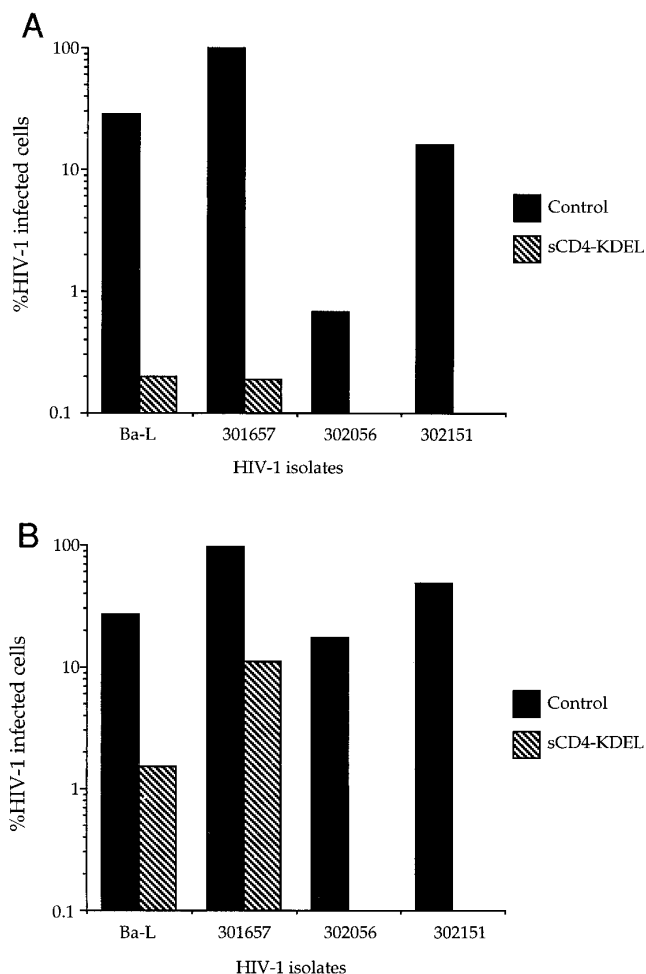 A
%HIV-1 infected cells
100
10
1
0.1
Ba-L 301657 302056 302151
HIV-1 isolates
Control
sCD4-KDEL
B
%HIV-1 infected cells
100
10
1
0.1
Ba-L 301657 302056 302151
HIV-1 isolates
Control
sCD4-KDEL